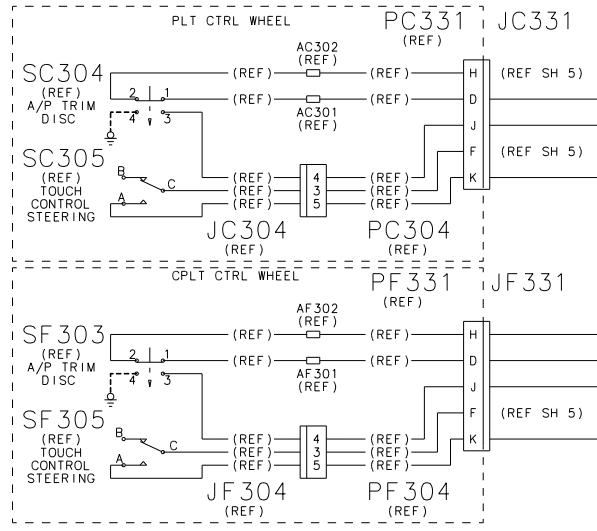 PLT CTRL WHEEL PC331 JC331
(REF)
AC302
(REF)
SC304 (REF) (REF) H (REF SH 5)
(REF)
A/P TRIM
DISC
2 1 (REF) (REF) D
AC301
(REF)
4 3 J
SC305 F (REF SH 5)
(REF)
TOUCH
CONTROL
STEERING
B (REF) 4 (REF) K
C (REF) 3 (REF)
A (REF) 5 (REF)
JC304 PC304
(REF) (REF)
CPLT CTRL WHEEL PF331 JF331
(REF)
AF302
(REF)
SF303 (REF) (REF) H
(REF)
A/P TRIM
DISC
2 1 (REF) (REF) D
AF301
(REF)
4 3 J
SF305 F (REF SH 5)
(REF)
TOUCH
CONTROL
STEERING
B (REF) 4 (REF) K
C (REF) 3 (REF)
A (REF) 5 (REF)
JF304 PF304
(REF) (REF)